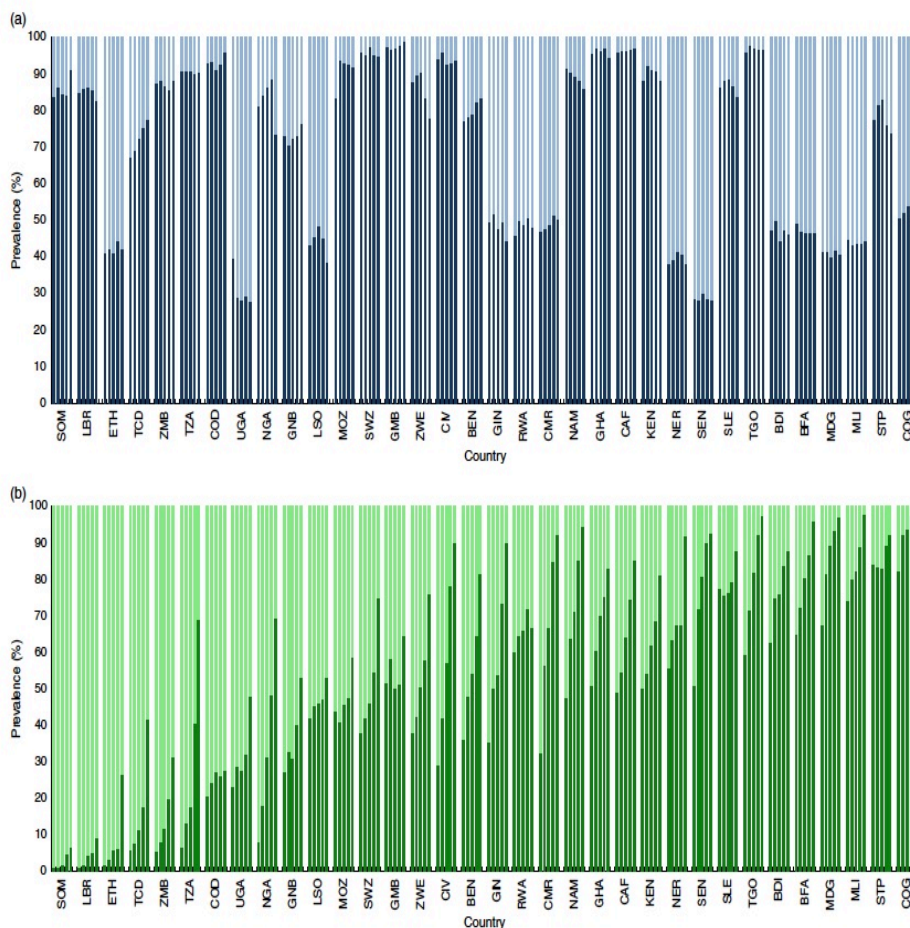 (a)
100
90
80
70
60
50
40
30
20
10
0
Prevalence (%)
SOM LBR ETH TCD ZMB TZA COD UGA NGA GNB LSO MOZ SWZ GMB ZWE CIV BEN GIN RWA CMR NAM GHA CAF KEN NER SEN SLE TGO BDI BFA MDG MLI STP COG
Country
(b)
100
90
80
70
60
50
40
30
20
10
0
Prevalence (%)
SOM LBR ETH TCD ZMB TZA COD UGA NGA GNB LSO MOZ SWZ GMB ZWE CIV BEN GIN RWA CMR NAM GHA CAF KEN NER SEN SLE TGO BDI BFA MDG MLI STP COG
Country